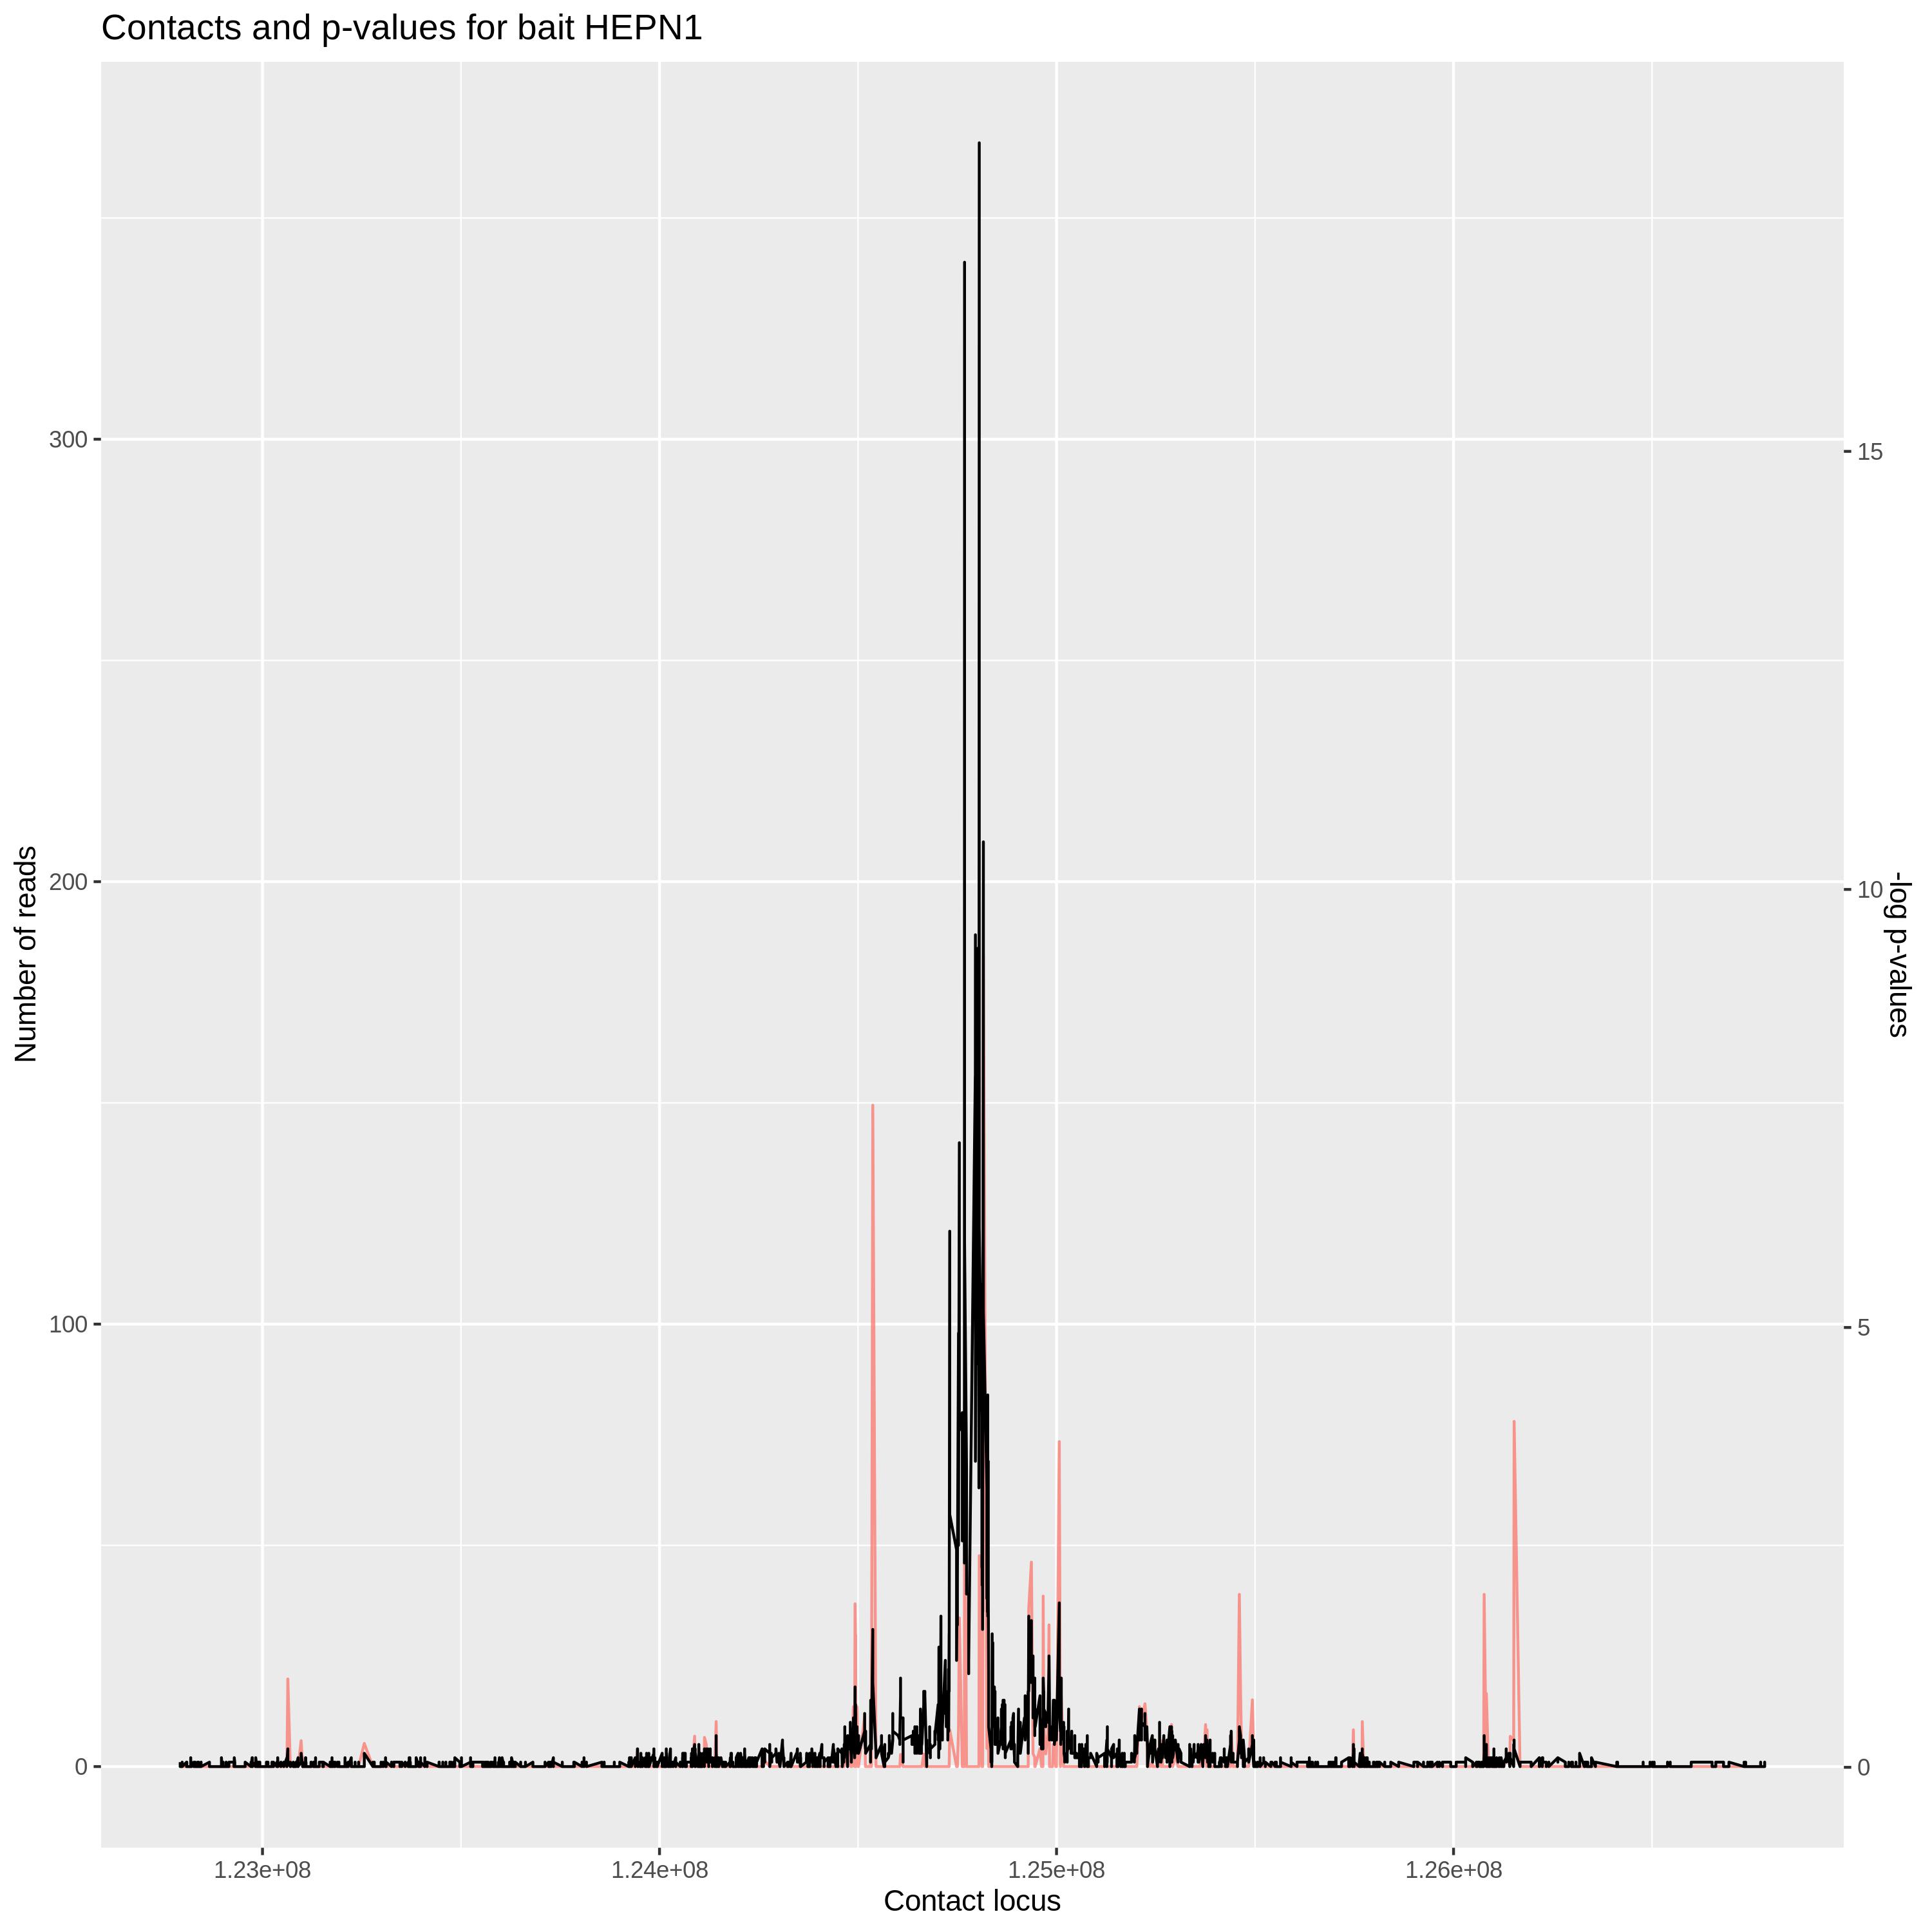 Contacts and p-values for bait HEPN1
300
200
100
0
Number of reads
15
10
5
0
-log p-values
1.23e+08
1.24e+08
1.25e+08
1.26e+08
Contact locus